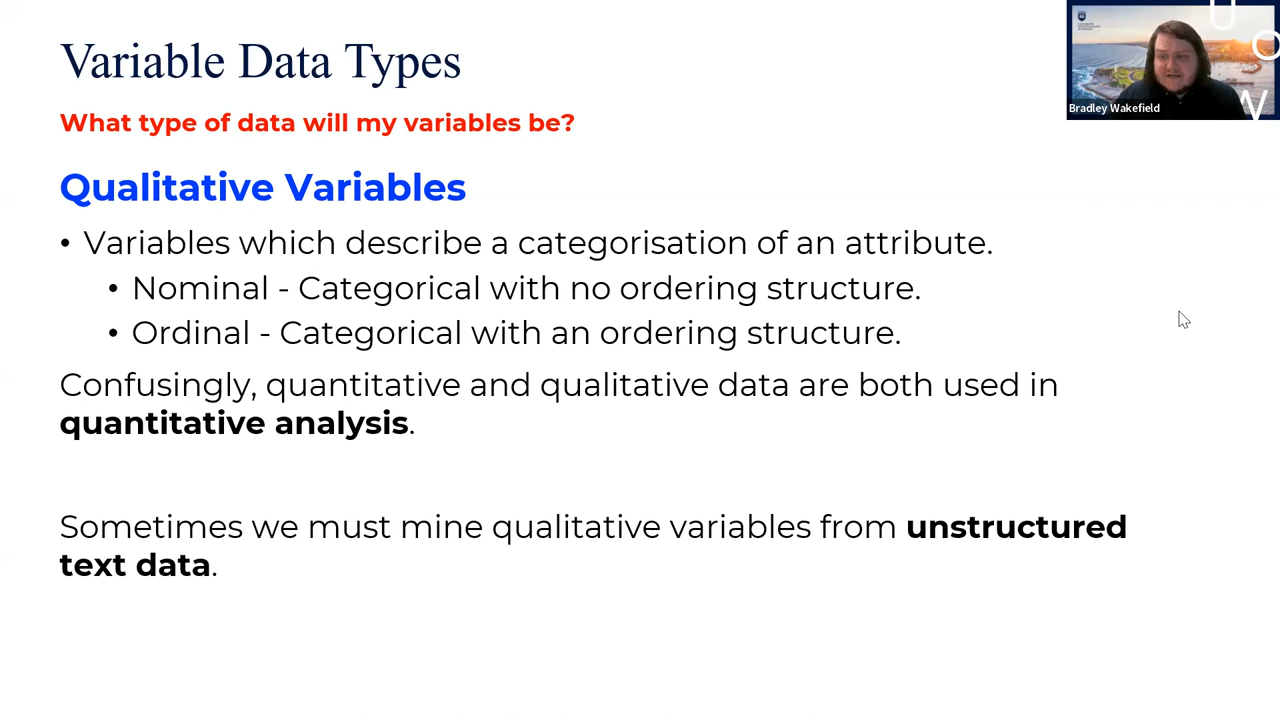 Variable Data Types
What type of data will my variables be?
Qualitative Variables
• Variables which describe a categorisation of an attribute.
• Nominal - Categorical with no ordering structure.
• Ordinal - Categorical with an ordering structure.
Confusingly, quantitative and qualitative data are both used in
quantitative analysis.
Sometimes we must mine qualitative variables from unstructured
text data.
U
O
W
Bradley Wakefield